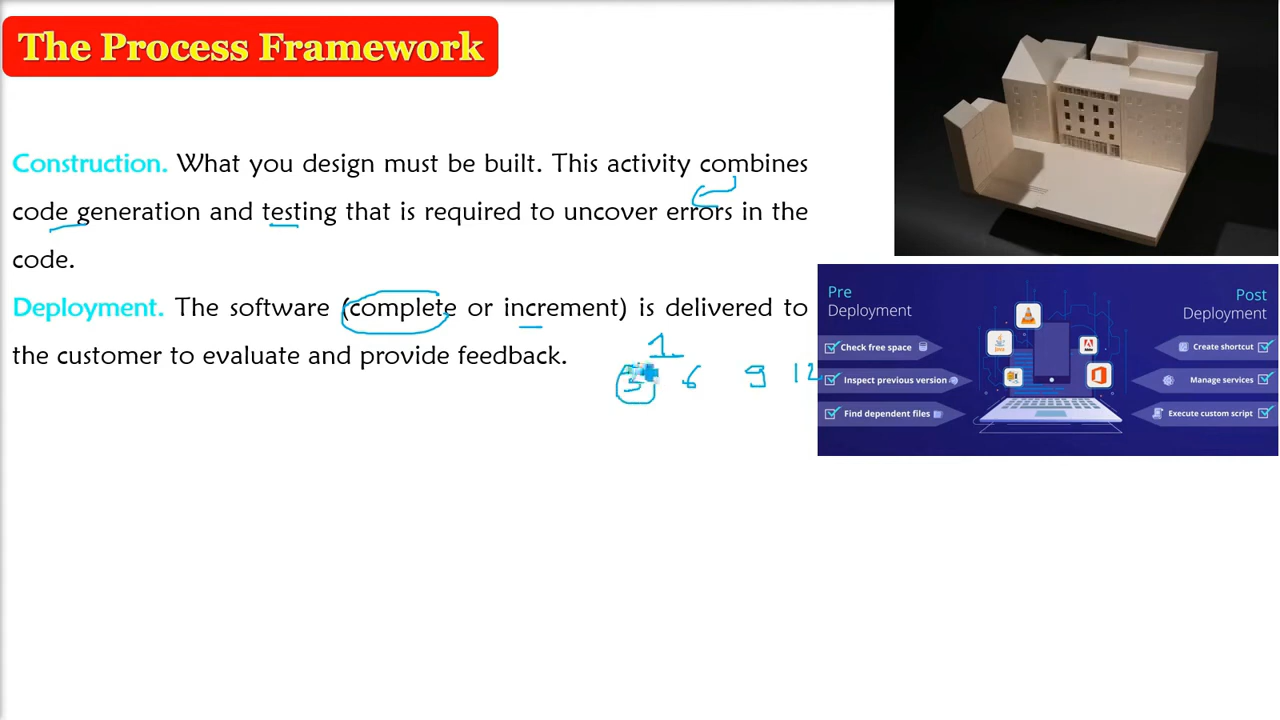 The Process Framework
Construction. What you design must be built. This activity combines
code generation and testing that is required to uncover errors in the
code.
Deployment. The software (complete or increment) is delivered to
the customer to evaluate and provide feedback.
1
3 6 9 12
Pre
Deployment
Check free space
Inspect previous version
Find dependent files
Java
Adobe
Post
Deployment
Create shortcut
Manage services
Execute custom script